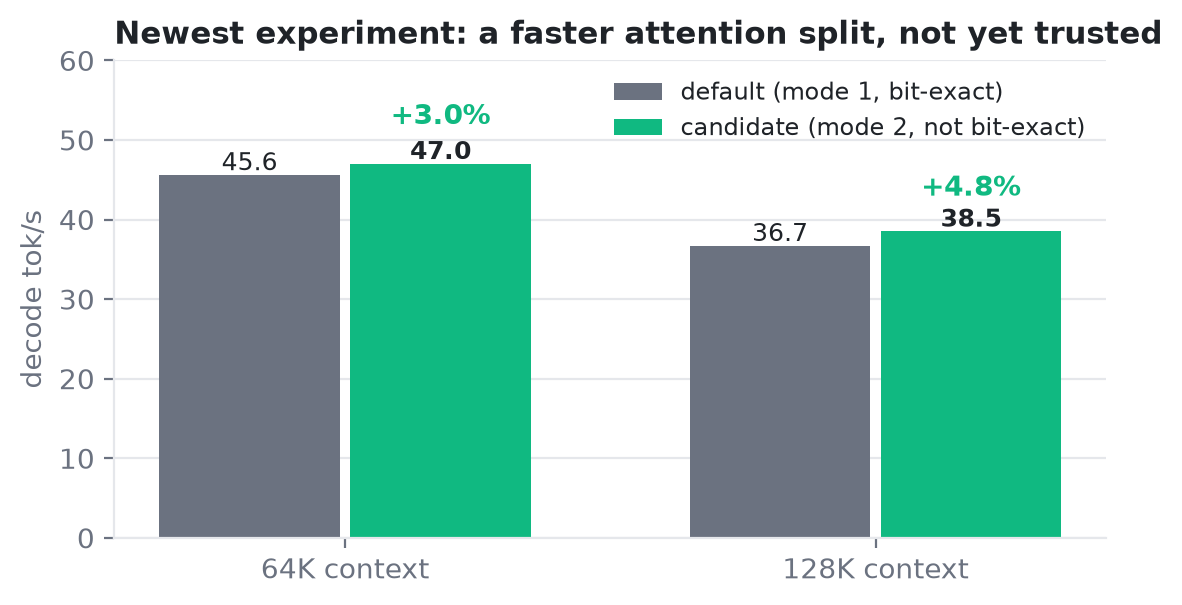 Newest experiment: a faster attention split, not yet trusted
default (mode 1, bit-exact)
candidate (mode 2, not bit-exact)
decode tok/s
60
50
40
30
20
10
0
45.6
+3.0%
47.0
36.7
+4.8%
38.5
64K context
128K context